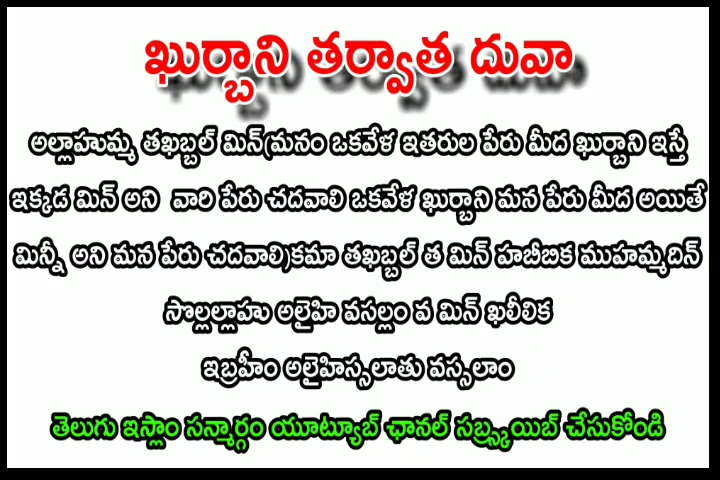 ఖుర్బాని తర్వాత దువా
అల్లాహుమ్మ తఖబ్బల్ మిన్(మనం ఒకవేళ ఇతరుల పేరు మీద ఖుర్బాని ఇస్తే
ఇక్కడ మిన్ అని వారి పేరు చదవాలి ఒకవేళ ఖుర్బాని మన పేరు మీద అయితే
మిన్నీ అని మన పేరు చదవాలి)కమా తఖబ్బల్ త మిన్ హబీబిక ముహమ్మదిన్
సొల్లల్లాహు అలైహి వసల్లం వ మిన్ ఖలీలిక
ఇబ్రహీం అలైహిస్సలాతు వస్సలాం
తెలుగు ఇస్లాం సన్మార్గం యూట్యూబ్ ఛానల్ సబ్స్క్రయిబ్ చేసుకోండి